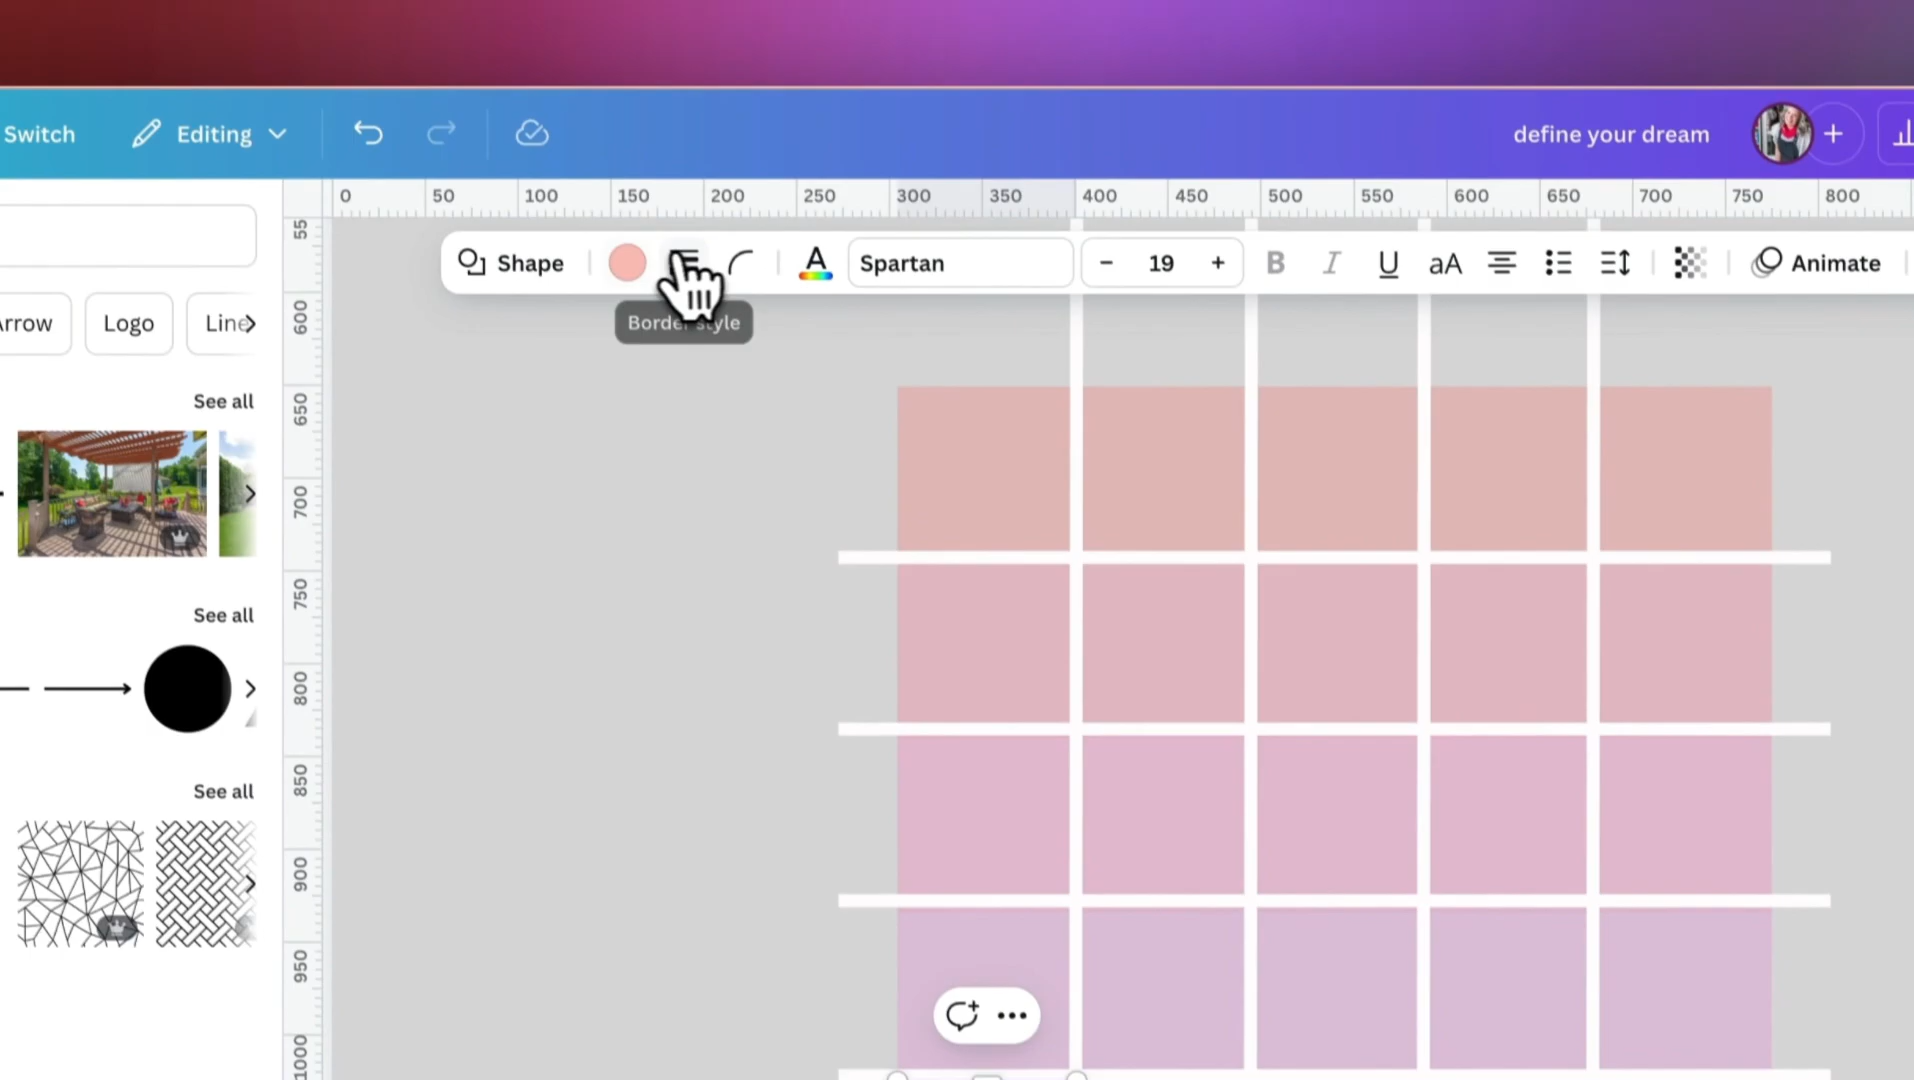 Switch Editing define your dream
0 50 100 150 200 250 300 350 400 450 500 550 600 650 700 750 800
Shape Spartan - 19 + B I U aA Animate
Border style
Logo Line
See all
See all
See all
55
600
650
700
750
800
850
900
950
1000